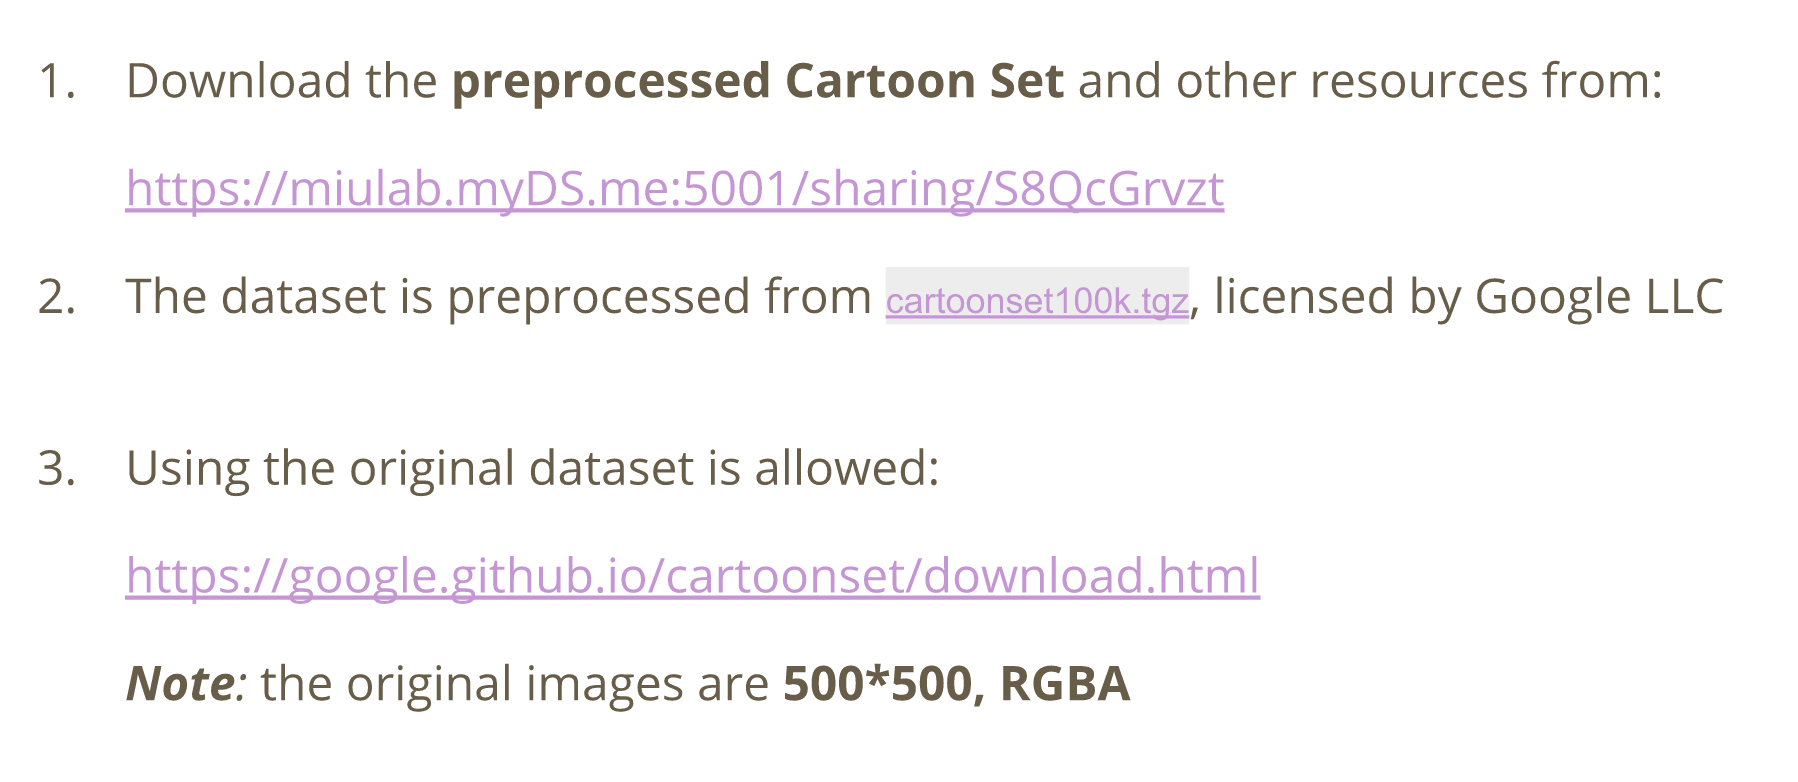 1. Download the preprocessed Cartoon Set and other resources from:
https://miulab.myDS.me:5001/sharing/S8QcGrvzt
2. The dataset is preprocessed from cartoonset100k.tgz, licensed by Google LLC
3. Using the original dataset is allowed:
https://google.github.io/cartoonset/download.html
Note: the original images are 500*500, RGBA